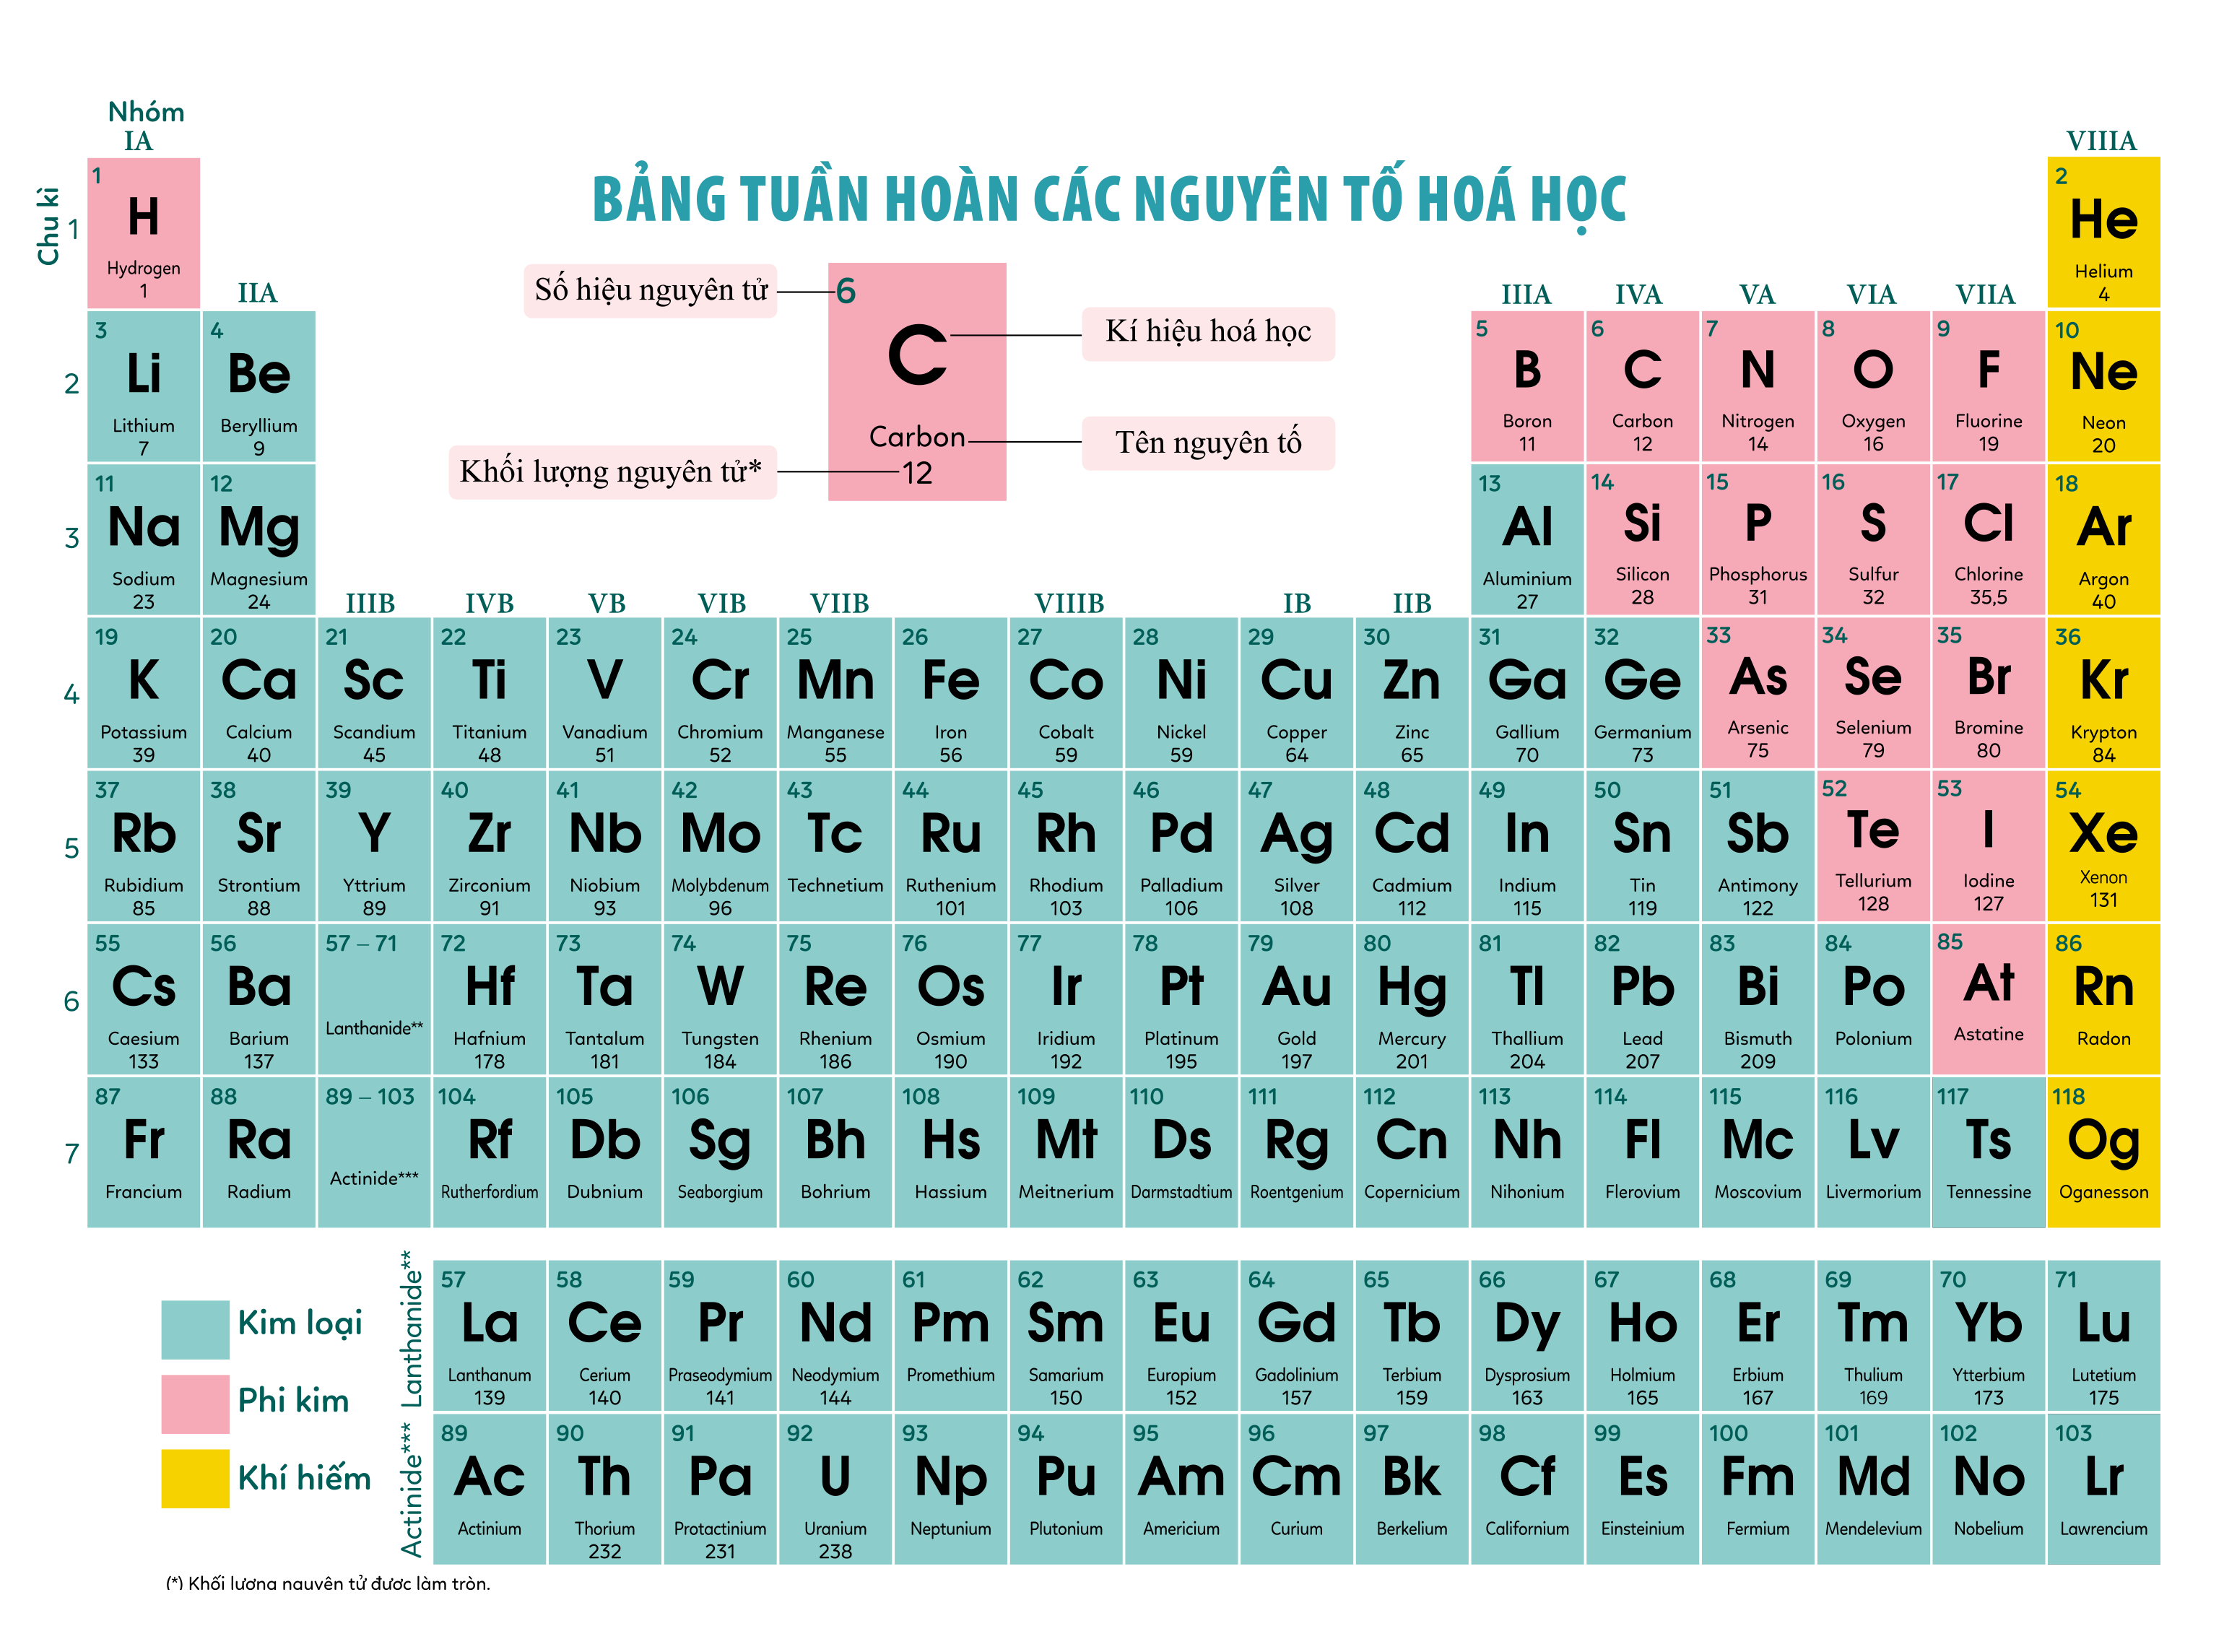 Nhóm
IA
VIIIA
BẢNG TUẦN HOÀN CÁC NGUYÊN TỐ HOÁ HỌC
Chu kì
1
1 H Hydrogen 1
2 He Helium 4
Số hiệu nguyên tử
6
C
Carbon
12
Kí hiệu hoá học
Tên nguyên tố
Khối lượng nguyên tử*
IIA
IIIA IVA VA VIA VIIA
2
3 Li Lithium 7
4 Be Beryllium 9
5 B Boron 11
6 C Carbon 12
7 N Nitrogen 14
8 O Oxygen 16
9 F Fluorine 19
10 Ne Neon 20
3
11 Na Sodium 23
12 Mg Magnesium 24
13 Al Aluminium 27
14 Si Silicon 28
15 P Phosphorus 31
16 S Sulfur 32
17 Cl Chlorine 35,5
18 Ar Argon 40
IIIB IVB VB VIB VIIB VIIIB IB IIB
4
19 K Potassium 39
20 Ca Calcium 40
21 Sc Scandium 45
22 Ti Titanium 48
23 V Vanadium 51
24 Cr Chromium 52
25 Mn Manganese 55
26 Fe Iron 56
27 Co Cobalt 59
28 Ni Nickel 59
29 Cu Copper 64
30 Zn Zinc 65
31 Ga Gallium 70
32 Ge Germanium 73
33 As Arsenic 75
34 Se Selenium 79
35 Br Bromine 80
36 Kr Krypton 84
5
37 Rb Rubidium 85
38 Sr Strontium 88
39 Y Yttrium 89
40 Zr Zirconium 91
41 Nb Niobium 93
42 Mo Molybdenum 96
43 Tc Technetium
44 Ru Ruthenium 101
45 Rh Rhodium 103
46 Pd Palladium 106
47 Ag Silver 108
48 Cd Cadmium 112
49 In Indium 115
50 Sn Tin 119
51 Sb Antimony 122
52 Te Tellurium 128
53 I Iodine 127
54 Xe Xenon 131
6
55 Cs Caesium 133
56 Ba Barium 137
57 – 71 Lanthanide**
72 Hf Hafnium 178
73 Ta Tantalum 181
74 W Tungsten 184
75 Re Rhenium 186
76 Os Osmium 190
77 Ir Iridium 192
78 Pt Platinum 195
79 Au Gold 197
80 Hg Mercury 201
81 Tl Thallium 204
82 Pb Lead 207
83 Bi Bismuth 209
84 Po Polonium
85 At Astatine
86 Rn Radon
7
87 Fr Francium
88 Ra Radium
89 – 103 Actinide***
104 Rf Rutherfordium
105 Db Dubnium
106 Sg Seaborgium
107 Bh Bohrium
108 Hs Hassium
109 Mt Meitnerium
110 Ds Darmstadtium
111 Rg Roentgenium
112 Cn Copernicium
113 Nh Nihonium
114 Fl Flerovium
115 Mc Moscovium
116 Lv Livermorium
117 Ts Tennessine
118 Og Oganesson
Kim loại
Phi kim
Khí hiếm
Lanthanide**
57 La Lanthanum 139
58 Ce Cerium 140
59 Pr Praseodymium 141
60 Nd Neodymium 144
61 Pm Promethium
62 Sm Samarium 150
63 Eu Europium 152
64 Gd Gadolinium 157
65 Tb Terbium 159
66 Dy Dysprosium 163
67 Ho Holmium 165
68 Er Erbium 167
69 Tm Thulium 169
70 Yb Ytterbium 173
71 Lu Lutetium 175
Actinide***
89 Ac Actinium
90 Th Thorium 232
91 Pa Protactinium 231
92 U Uranium 238
93 Np Neptunium
94 Pu Plutonium
95 Am Americium
96 Cm Curium
97 Bk Berkelium
98 Cf Californium
99 Es Einsteinium
100 Fm Fermium
101 Md Mendelevium
102 No Nobelium
103 Lr Lawrencium
(*) Khối lượng nguyên tử được làm tròn.